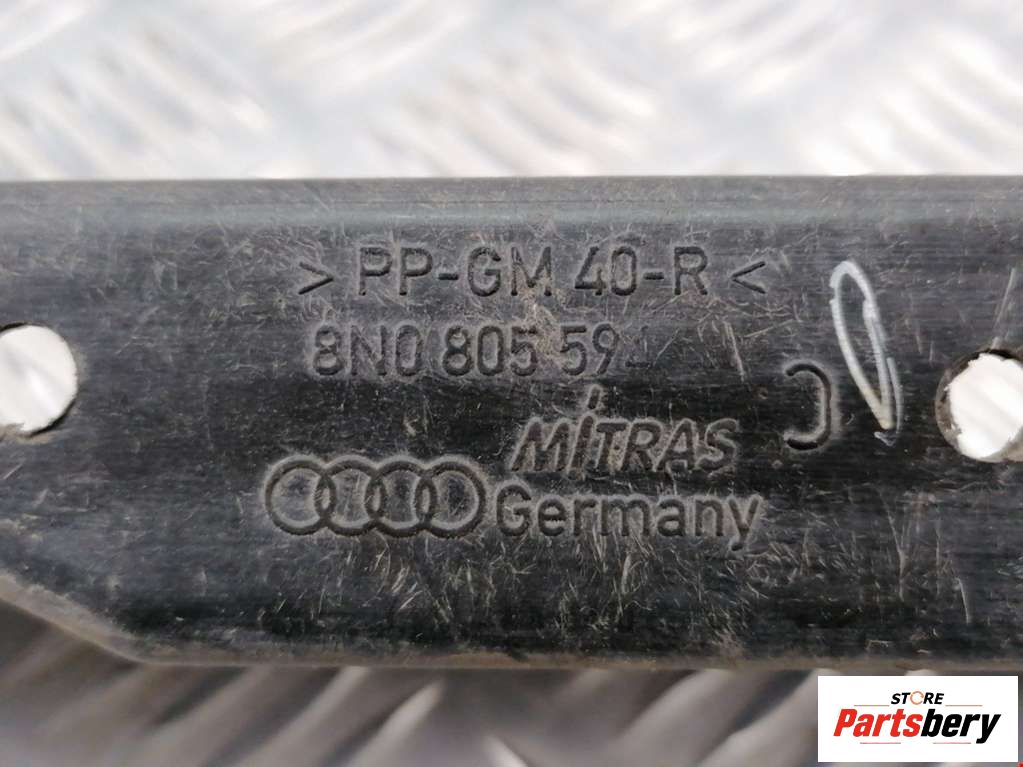 > PP-GM 40-R <
8N0 805 59
MITRAS
Germany
STORE
Partsbery